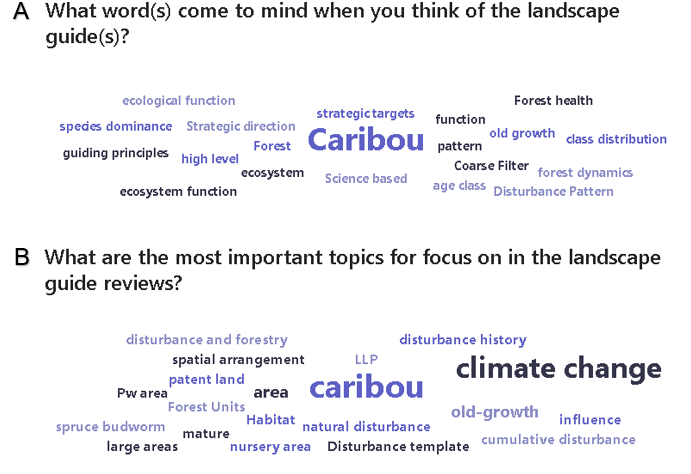 A What word(s) come to mind when you think of the landscape
guide(s)?
ecological function
Forest health
strategic targets
function
species dominance
Strategic direction
old growth
class distribution
Caribou
Forest
pattern
guiding principles
high level
Coarse Filter
ecosystem
forest dynamics
Science based
age class
ecosystem function
Disturbance Pattern
B What are the most important topics for focus on in the landscape
guide reviews?
disturbance and forestry
disturbance history
spatial arrangement
LLP
climate change
patent land
caribou
Pw area
area
Forest Units
old-growth
Habitat
influence
spruce budworm
natural disturbance
mature
cumulative disturbance
large areas
nursery area
Disturbance template